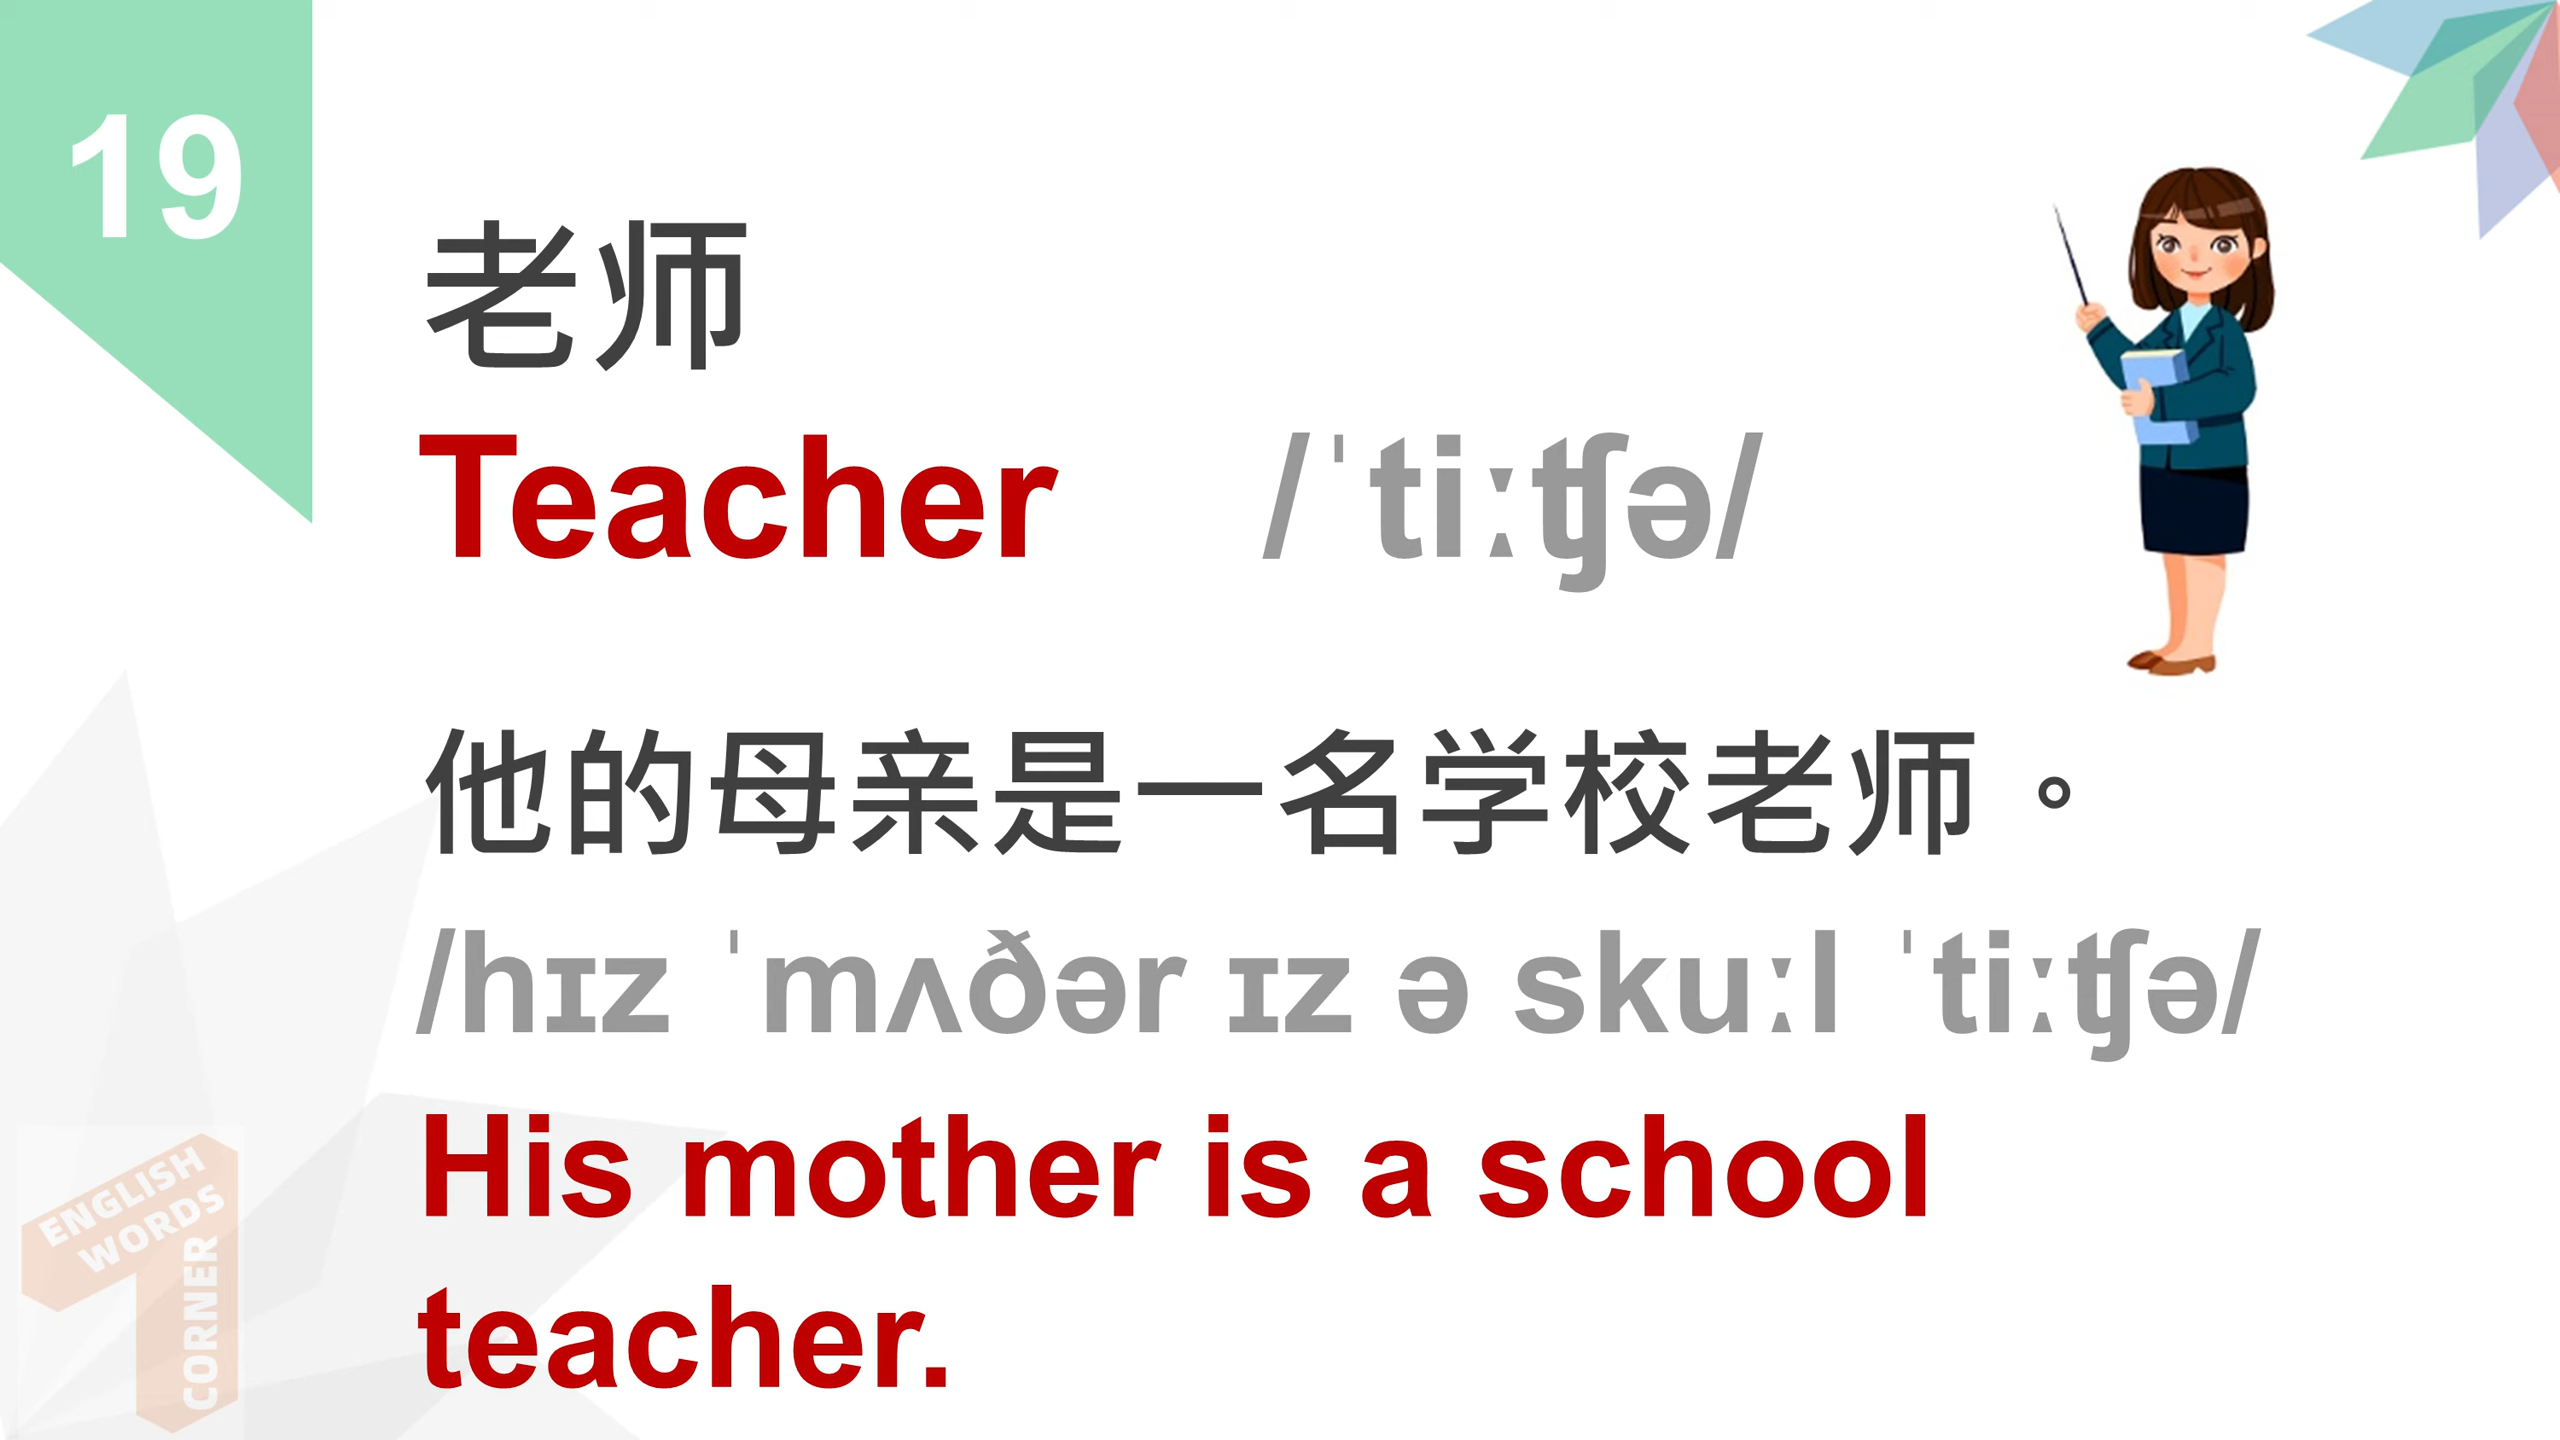 19
老师
Teacher /ˈtiːʧə/
他的母亲是一名学校老师。
/hɪz ˈmʌðər ɪz ə skuːl ˈtiːʧə/
His mother is a school
teacher.
ENGLISH
WORDS
CORNER